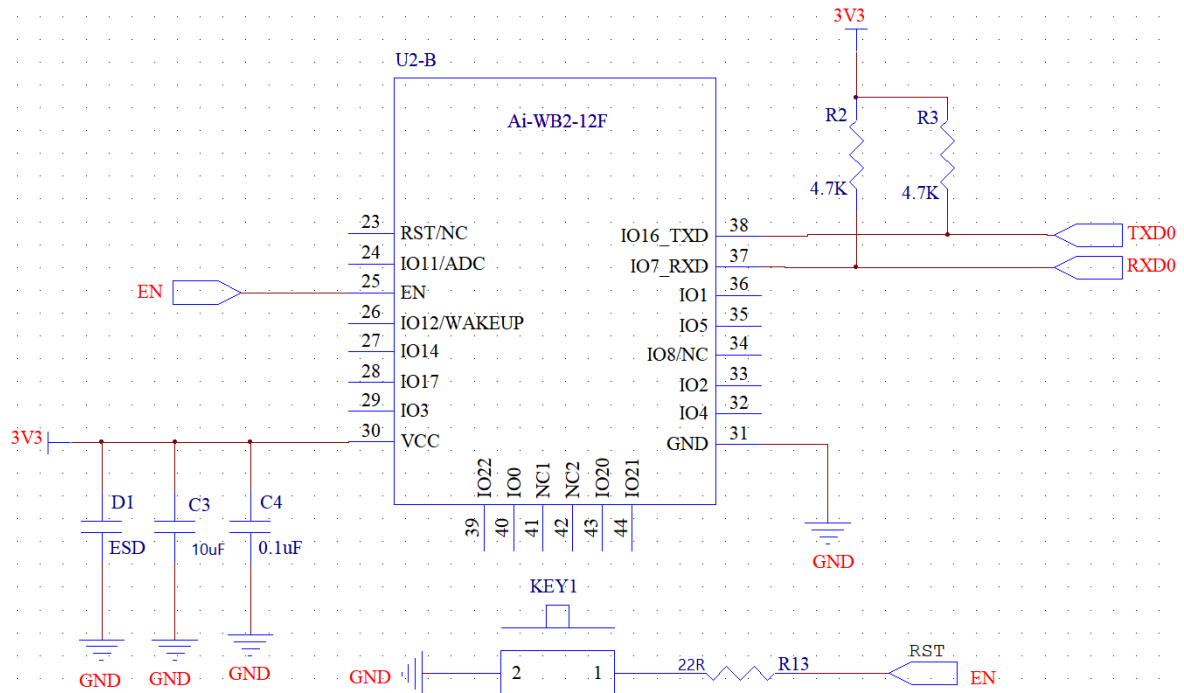 3V3
U2-B
Ai-WB2-12F
R2
R3
4.7K
4.7K
23
RST/NC
IO16_TXD
38
TXD0
24
IO11/ADC
IO7_RXD
37
RXD0
EN
25
EN
IO1
36
26
IO12/WAKEUP
IO5
35
27
IO14
IO8/NC
34
28
IO17
IO2
33
29
IO3
IO4
32
3V3
30
VCC
GND
31
IO22
IO0
NC1
NC2
IO20
IO21
39
40
41
42
43
44
D1
C3
C4
ESD
10uF
0.1uF
GND
GND
GND
GND
KEY1
GND
2
1
22R
R13
RST
EN